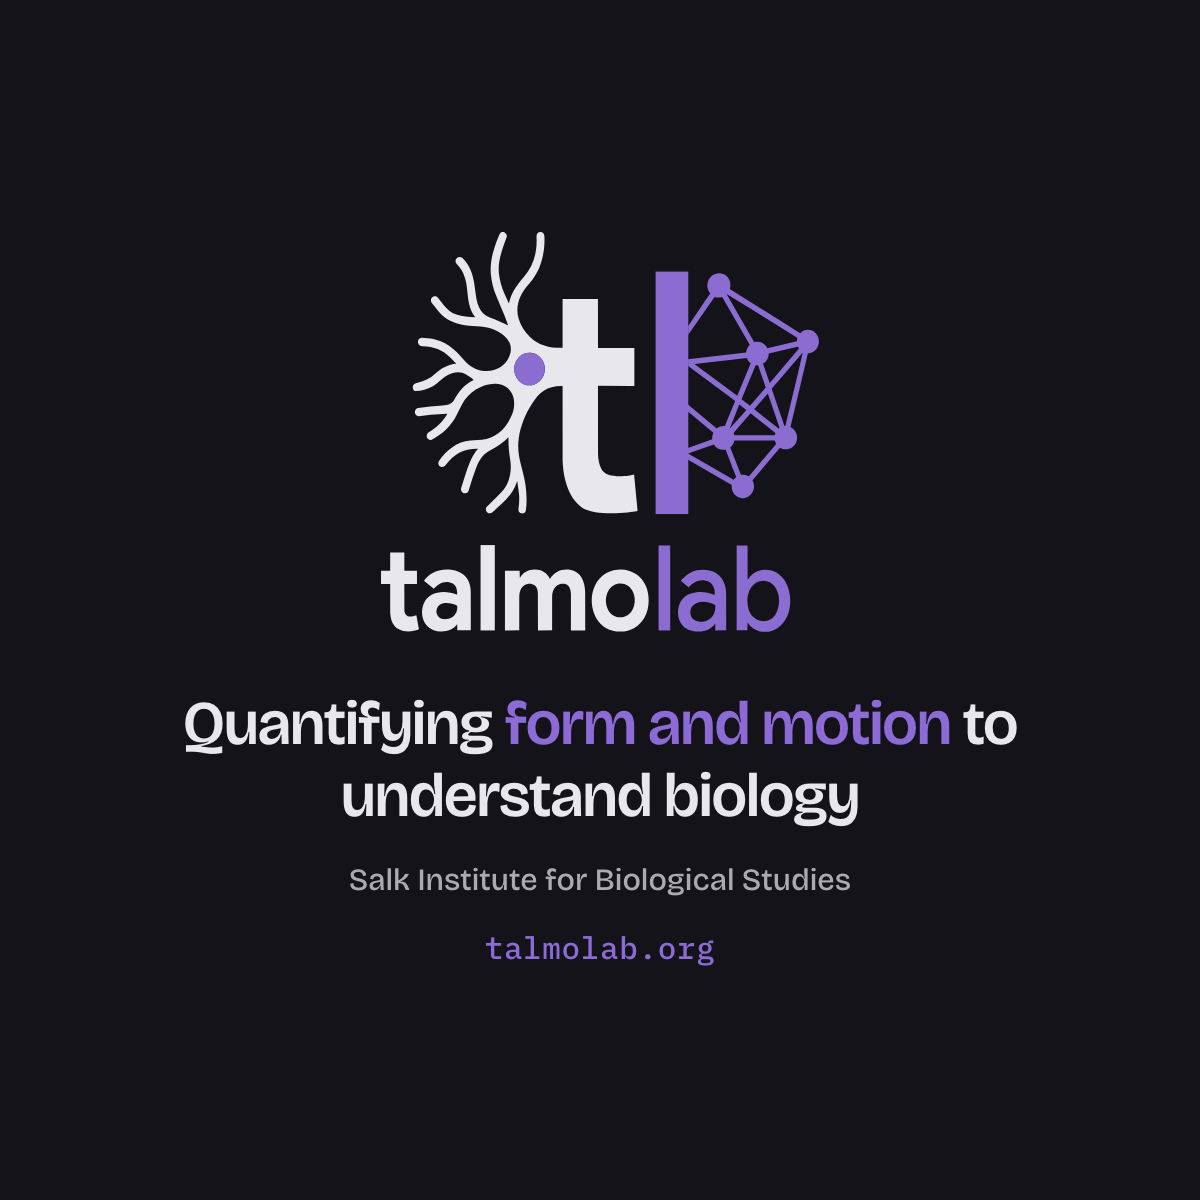 tl
talmolab
Quantifying form and motion to
understand biology
Salk Institute for Biological Studies
talmolab.org